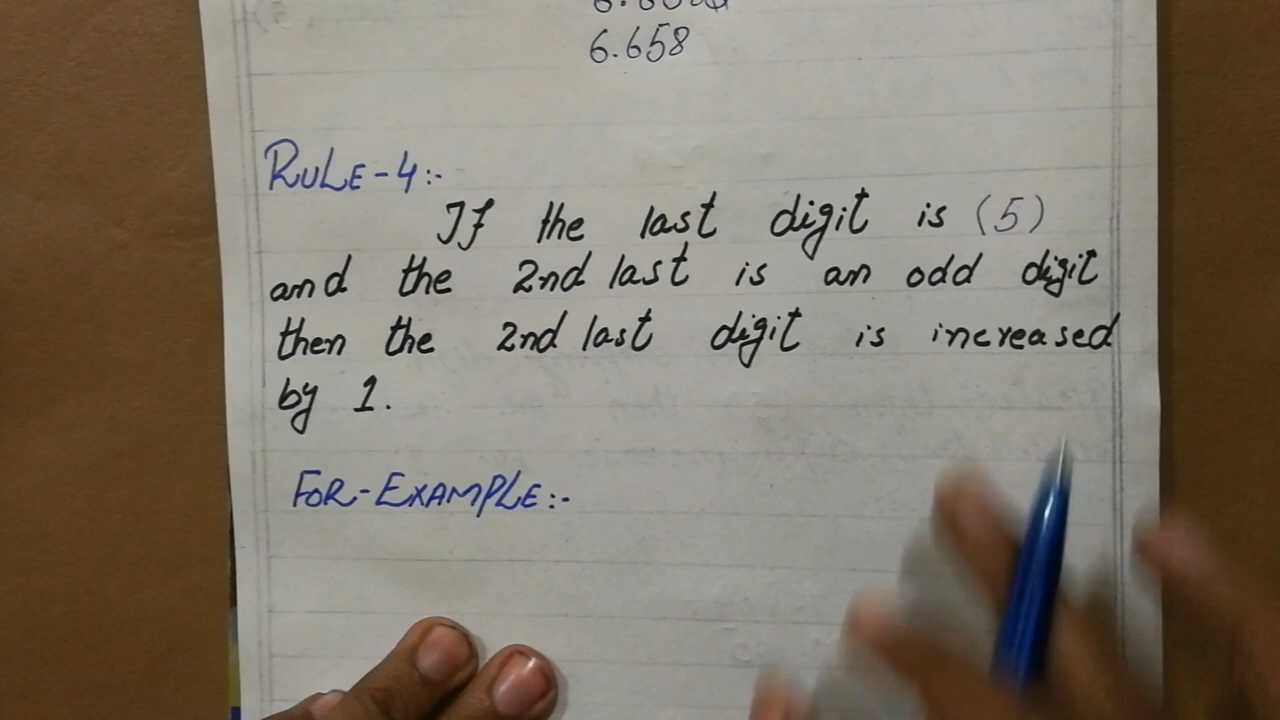 6.658
RULE-4:-
If the last digit is (5)
and the 2nd last is an odd digit
then the 2nd last digit is increased
by 1.
FOR-EXAMPLE:-